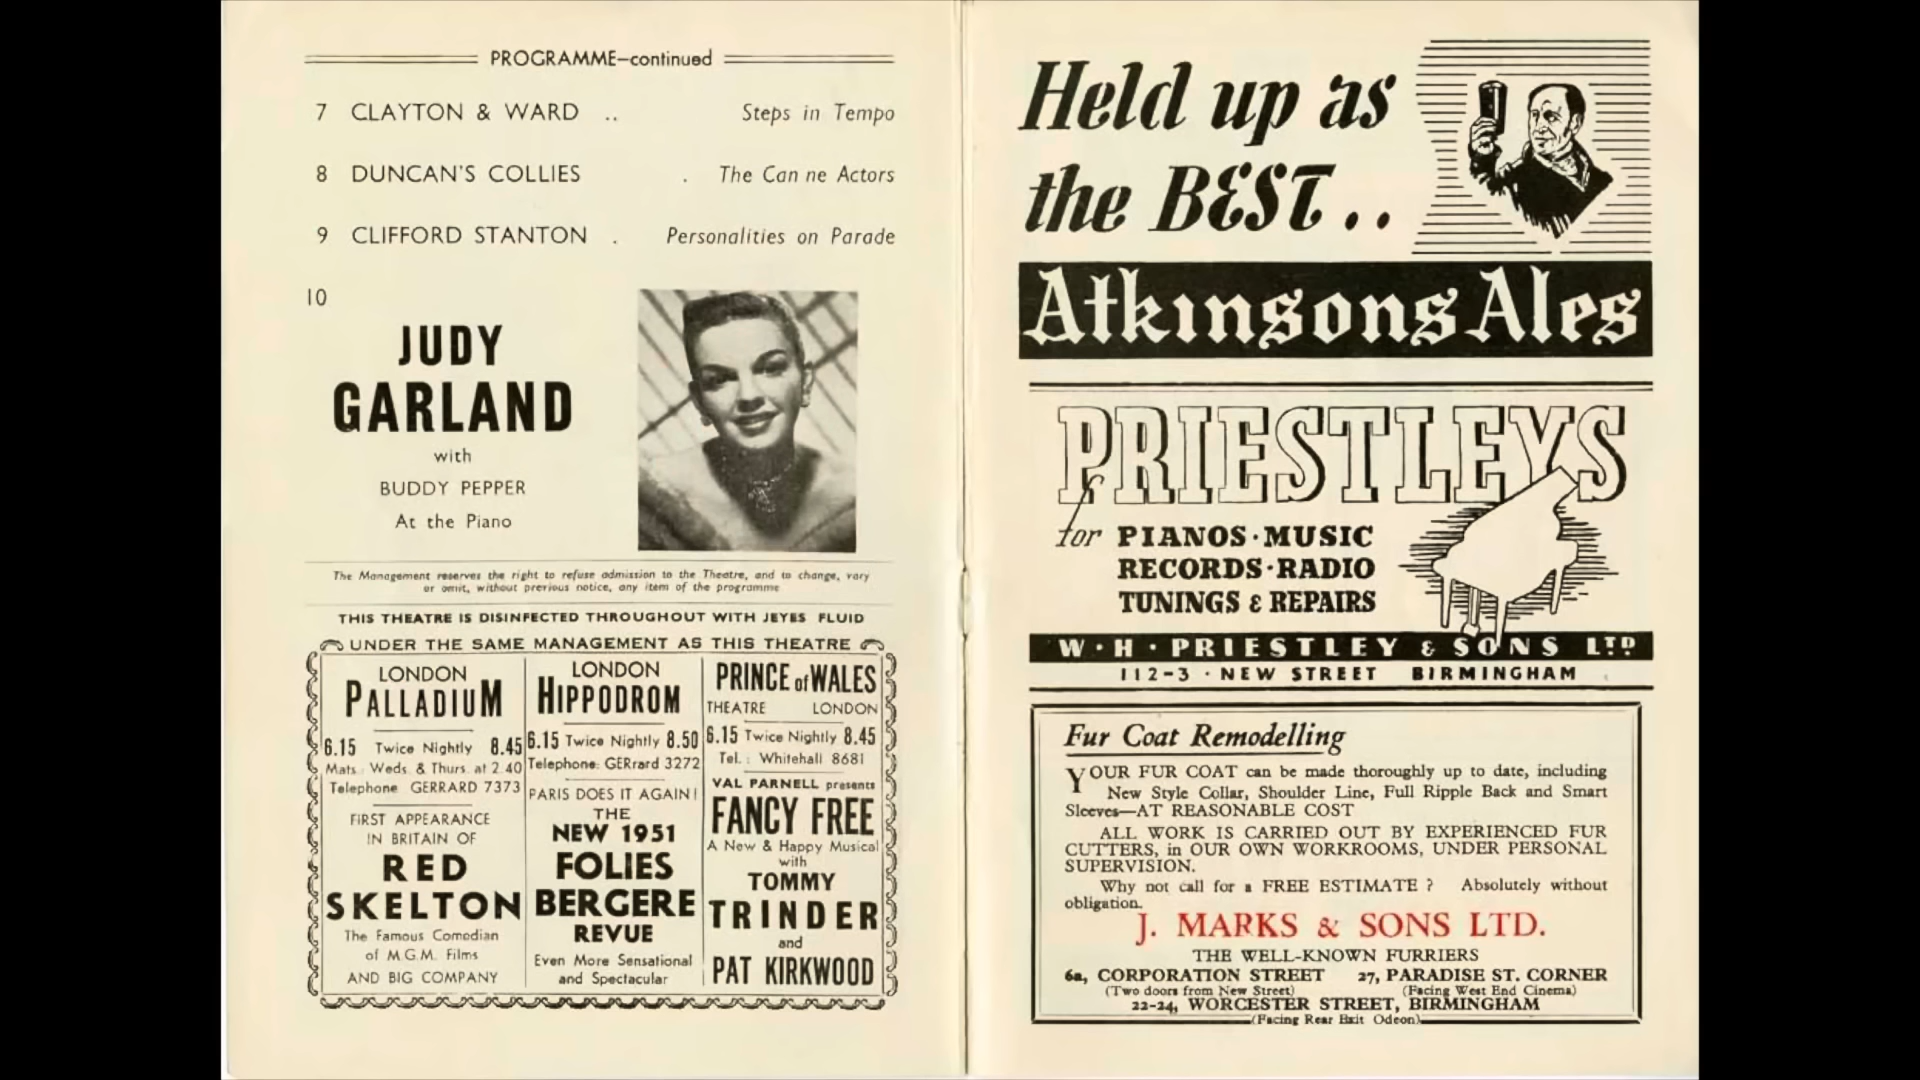 PROGRAMME—continued
7 CLAYTON & WARD .. Steps in Tempo
8 DUNCAN'S COLLIES . The Can ne Actors
9 CLIFFORD STANTON . Personalities on Parade
10
JUDY
GARLAND
with
BUDDY PEPPER
At the Piano
The Management reserves the right to refuse admission to the Theatre, and to change, vary
or omit, without previous notice, any item of the programme
THIS THEATRE IS DISINFECTED THROUGHOUT WITH JEYES FLUID
UNDER THE SAME MANAGEMENT AS THIS THEATRE
LONDON
PALLADIUM
6.15 Twice Nightly 8.45
Mats. Weds. & Thurs. at 2.40
Telephone GERRARD 7373
FIRST APPEARANCE
IN BRITAIN OF
RED
SKELTON
The Famous Comedian
of M.G.M. Films
AND BIG COMPANY
LONDON
HIPPODROM
6.15 Twice Nightly 8.50
Telephone: GERrard 3272
PARIS DOES IT AGAIN!
THE
NEW 1951
FOLIES
BERGERE
REVUE
Even More Sensational
and Spectacular
PRINCE of WALES
THEATRE LONDON
6.15 Twice Nightly 8.45
Tel. : Whitehall 8681
VAL PARNELL presents
FANCY FREE
A New & Happy Musical
with
TOMMY
TRINDER
and
PAT KIRKWOOD
Held up as
the BEST..
Atkinsons Ales
PRIESTLEYS
for PIANOS · MUSIC
RECORDS · RADIO
TUNINGS & REPAIRS
W · H · PRIESTLEY & SONS LTD
112-3 · NEW STREET BIRMINGHAM
Fur Coat Remodelling
YOUR FUR COAT can be made thoroughly up to date, including
New Style Collar, Shoulder Line, Full Ripple Back and Smart
Sleeves—AT REASONABLE COST
ALL WORK IS CARRIED OUT BY EXPERIENCED FUR
CUTTERS, in OUR OWN WORKROOMS, UNDER PERSONAL
SUPERVISION.
Why not call for a FREE ESTIMATE ? Absolutely without
obligation.
J. MARKS & SONS LTD.
THE WELL-KNOWN FURRIERS
6a, CORPORATION STREET 27, PARADISE ST. CORNER
(Two doors from New Street) (Facing West End Cinema)
22-24, WORCESTER STREET, BIRMINGHAM
(Facing Rear Exit Odeon)